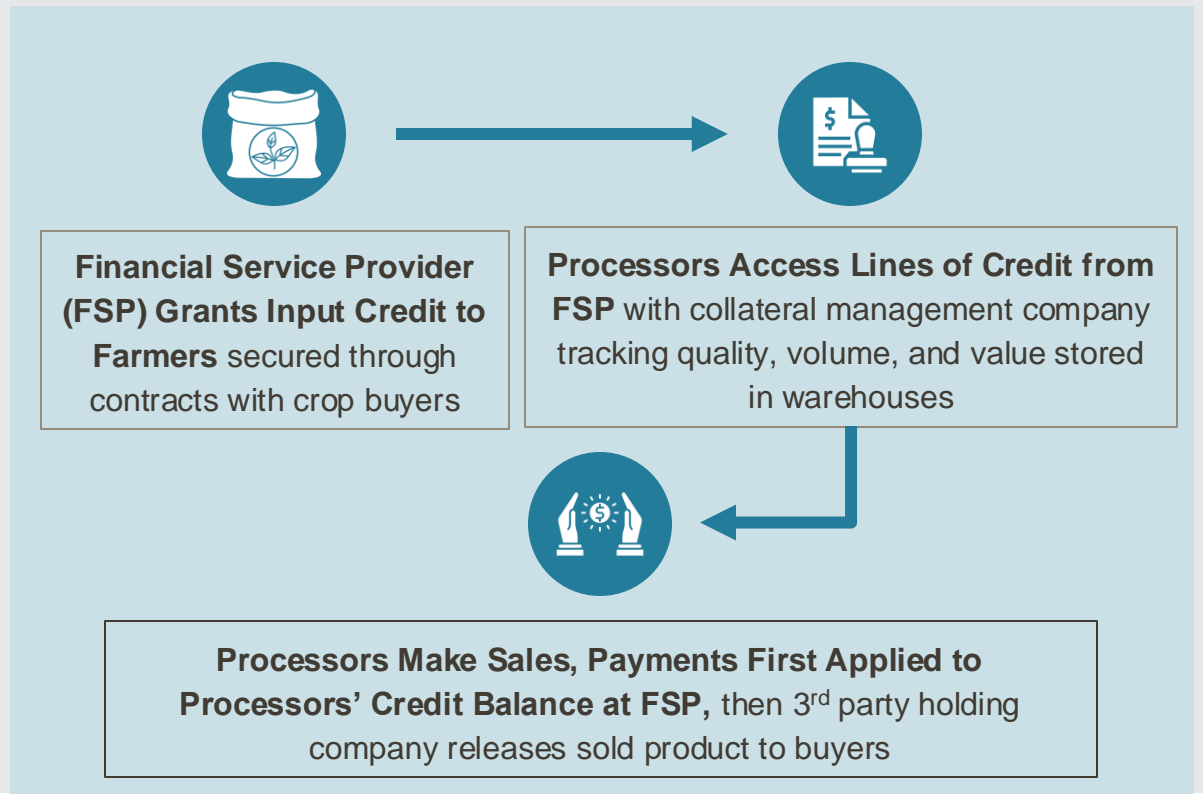 $
$
Financial Service Provider
(FSP) Grants Input Credit to
Farmers secured through
contracts with crop buyers
Processors Access Lines of Credit from
FSP with collateral management company
tracking quality, volume, and value stored
in warehouses
Processors Make Sales, Payments First Applied to
Processors’ Credit Balance at FSP, then 3rd party holding
company releases sold product to buyers